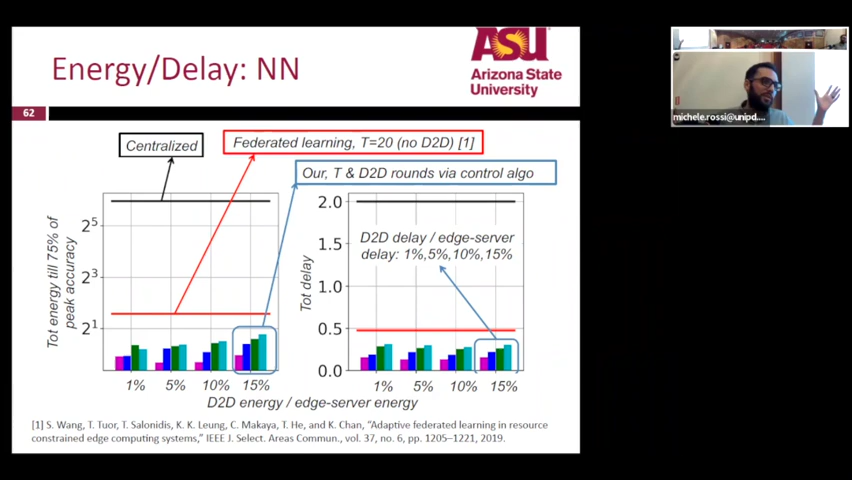 Energy/Delay: NN
ASU
Arizona State
University
62
Centralized
Federated learning, T=20 (no D2D) [1]
Our, T & D2D rounds via control algo
Tot energy till 75% of
peak accuracy
2^5
2^3
2^1
1% 5% 10% 15%
Tot delay
2.0
1.5
1.0
0.5
0.0
D2D delay / edge-server
delay: 1%,5%,10%,15%
1% 5% 10% 15%
D2D energy / edge-server energy
[1] S. Wang, T. Tuor, T. Salonidis, K. K. Leung, C. Makaya, T. He, and K. Chan, “Adaptive federated learning in resource
constrained edge computing systems,” IEEE J. Select. Areas Commun., vol. 37, no. 6, pp. 1205–1221, 2019.
michele.rossi@unipd....